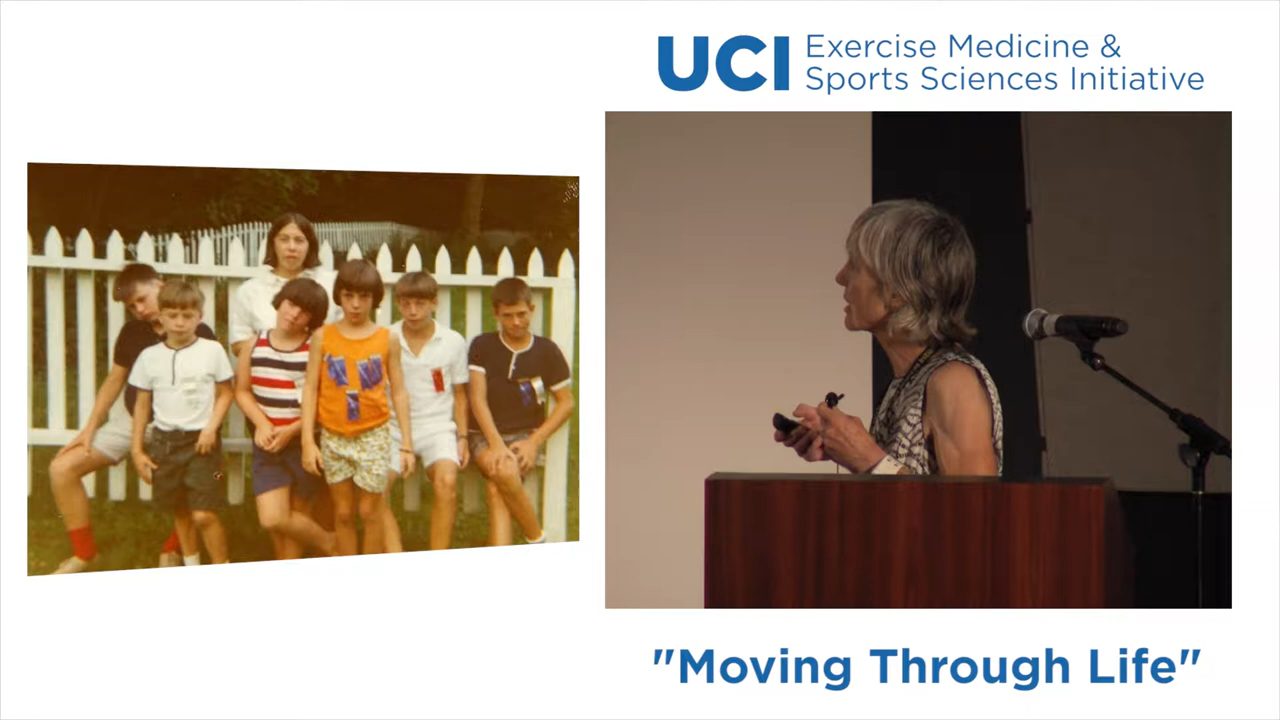 UCI Exercise Medicine &
Sports Sciences Initiative
"Moving Through Life"